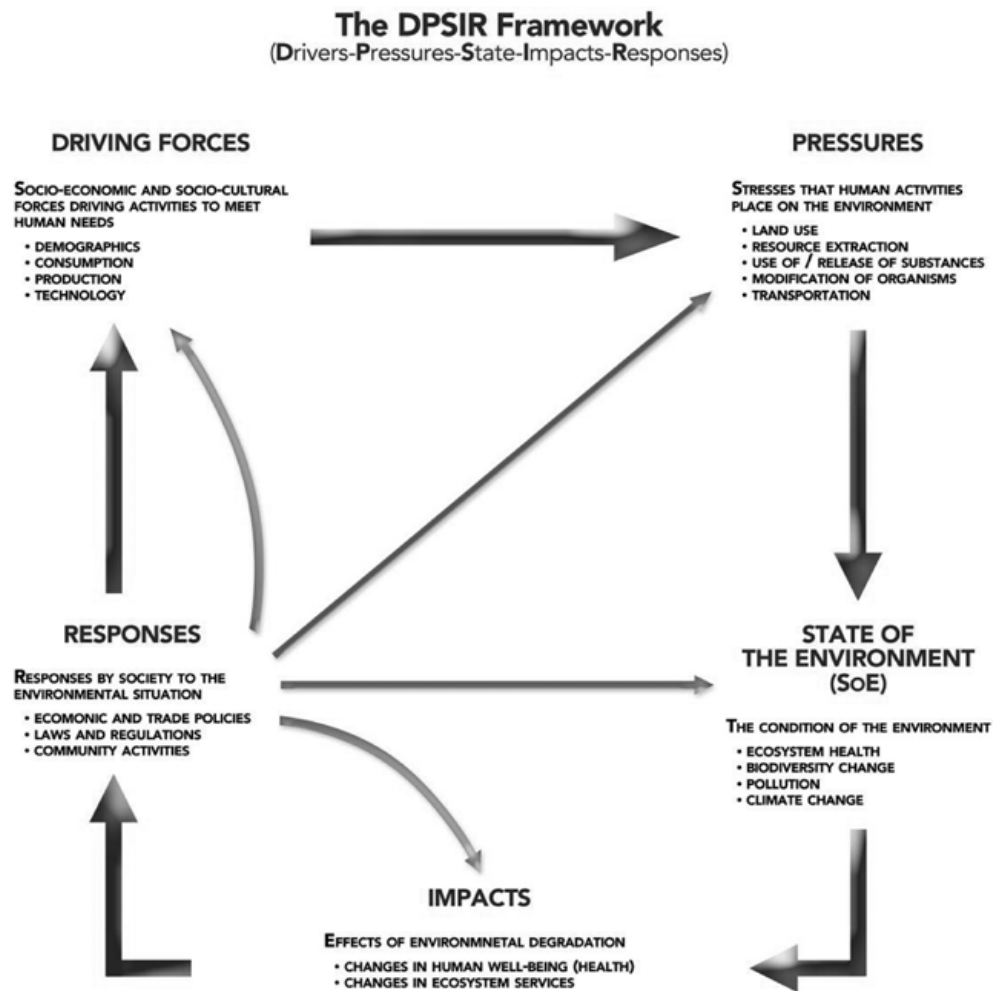 The DPSIR Framework
(Drivers-Pressures-State-Impacts-Responses)
DRIVING FORCES
SOCIO-ECONOMIC AND SOCIO-CULTURAL
FORCES DRIVING ACTIVITIES TO MEET
HUMAN NEEDS
• DEMOGRAPHICS
• CONSUMPTION
• PRODUCTION
• TECHNOLOGY
PRESSURES
STRESSES THAT HUMAN ACTIVITIES
PLACE ON THE ENVIRONMENT
• LAND USE
• RESOURCE EXTRACTION
• USE OF / RELEASE OF SUBSTANCES
• MODIFICATION OF ORGANISMS
• TRANSPORTATION
RESPONSES
RESPONSES BY SOCIETY TO THE
ENVIRONMENTAL SITUATION
• ECOMONIC AND TRADE POLICIES
• LAWS AND REGULATIONS
• COMMUNITY ACTIVITIES
STATE OF
THE ENVIRONMENT
(SOE)
THE CONDITION OF THE ENVIRONMENT
• ECOSYSTEM HEALTH
• BIODIVERSITY CHANGE
• POLLUTION
• CLIMATE CHANGE
IMPACTS
EFFECTS OF ENVIRONMNETAL DEGRADATION
• CHANGES IN HUMAN WELL-BEING (HEALTH)
• CHANGES IN ECOSYSTEM SERVICES